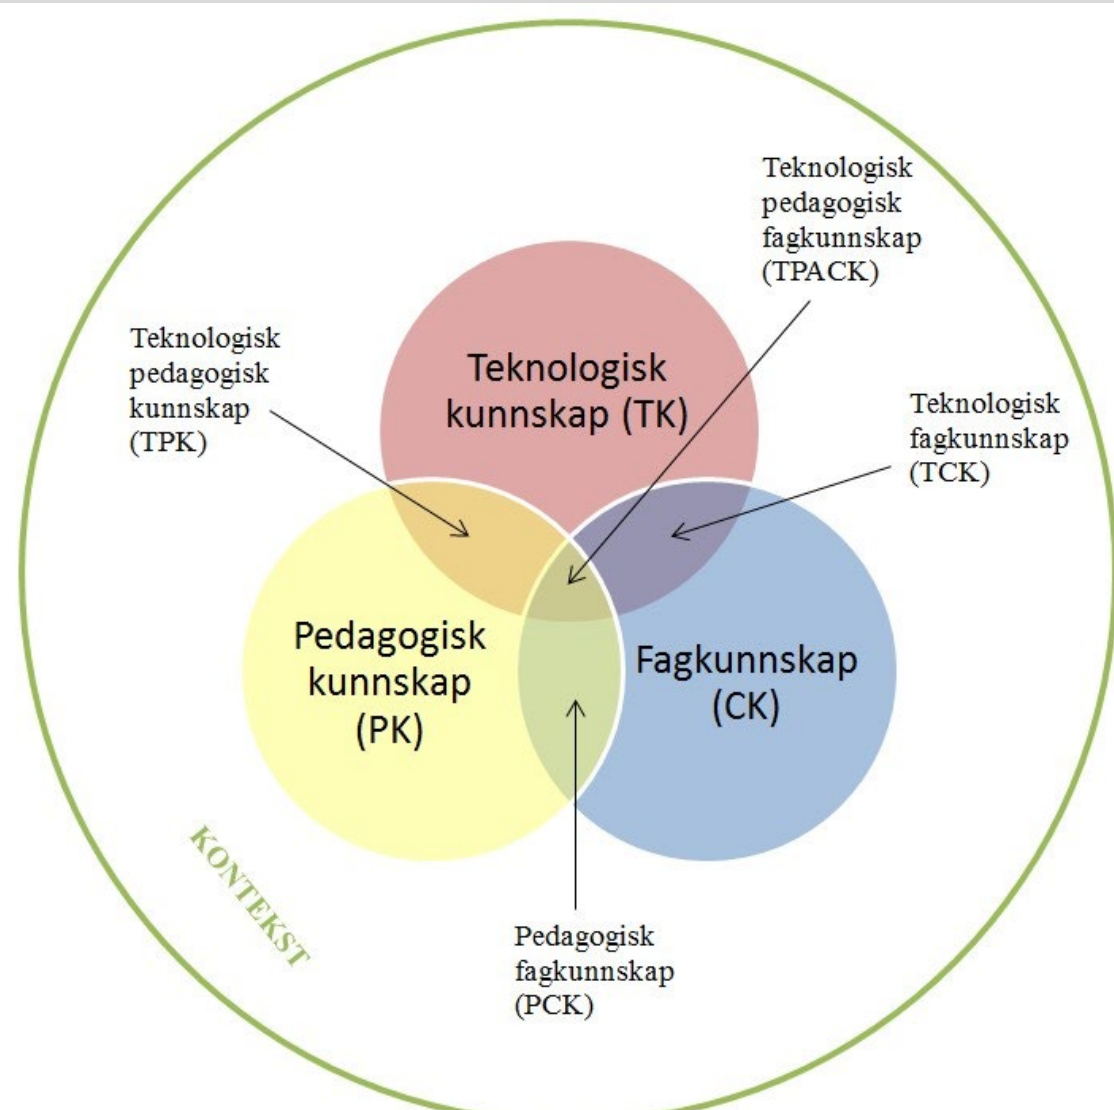 Teknologisk
pedagogisk
fagkunnskap
(TPACK)
Teknologisk
pedagogisk
kunnskap
(TPK)
Teknologisk
kunnskap (TK)
Teknologisk
fagkunnskap
(TCK)
Pedagogisk
kunnskap
(PK)
Fagkunnskap
(CK)
KONTEKST
Pedagogisk
fagkunnskap
(PCK)